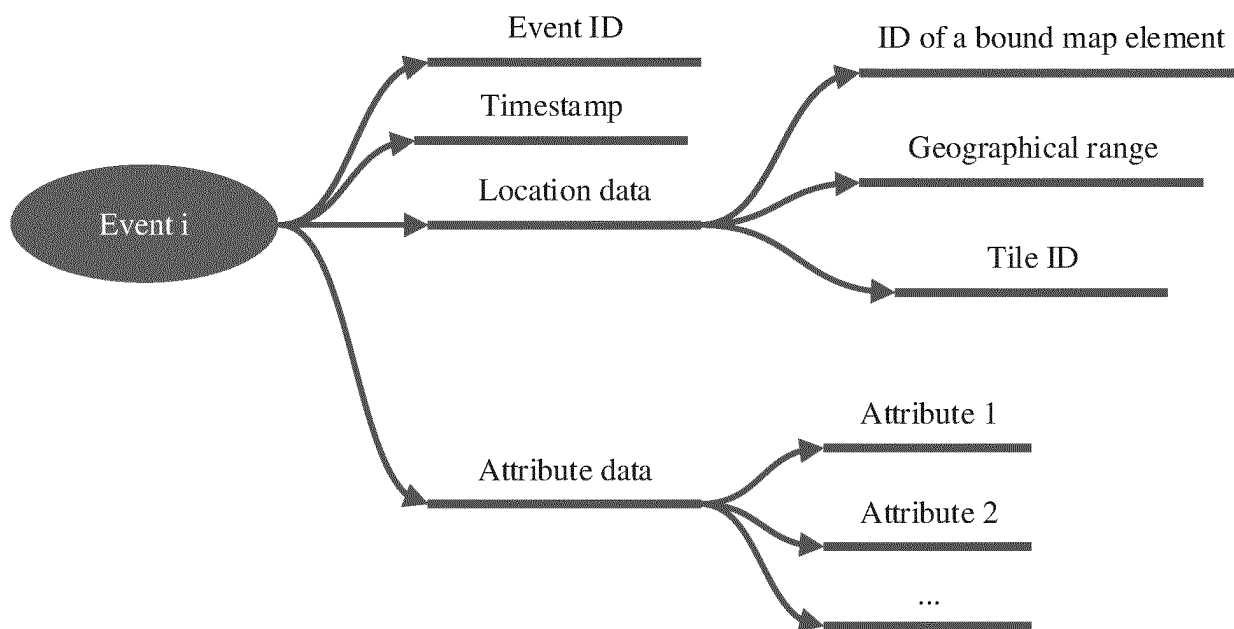 Event i
Event ID
Timestamp
Location data
ID of a bound map element
Geographical range
Tile ID
Attribute data
Attribute 1
Attribute 2
...